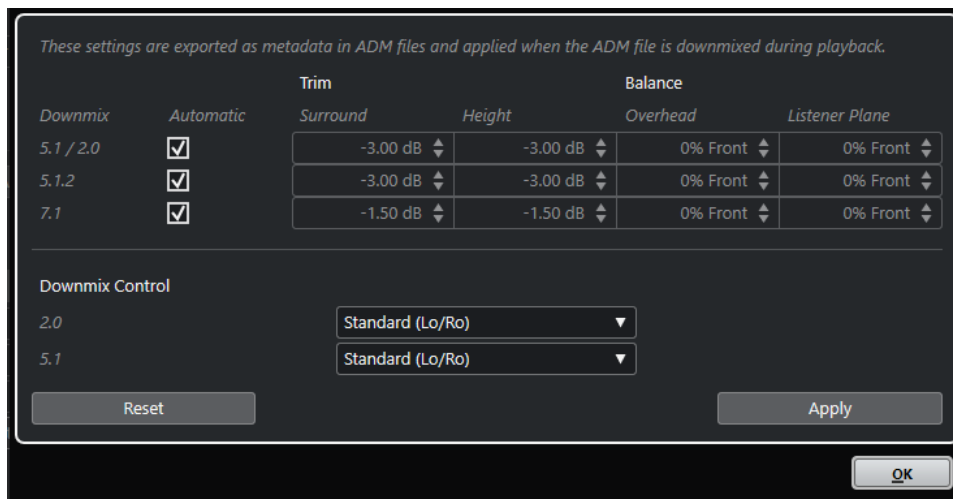 These settings are exported as metadata in ADM files and applied when the ADM file is downmixed during playback.
Trim Balance
Downmix Automatic Surround Height Overhead Listener Plane
5.1 / 2.0 -3.00 dB -3.00 dB 0% Front 0% Front
5.1.2 -3.00 dB -3.00 dB 0% Front 0% Front
7.1 -1.50 dB -1.50 dB 0% Front 0% Front
Downmix Control
2.0 Standard (Lo/Ro)
5.1 Standard (Lo/Ro)
Reset Apply
OK